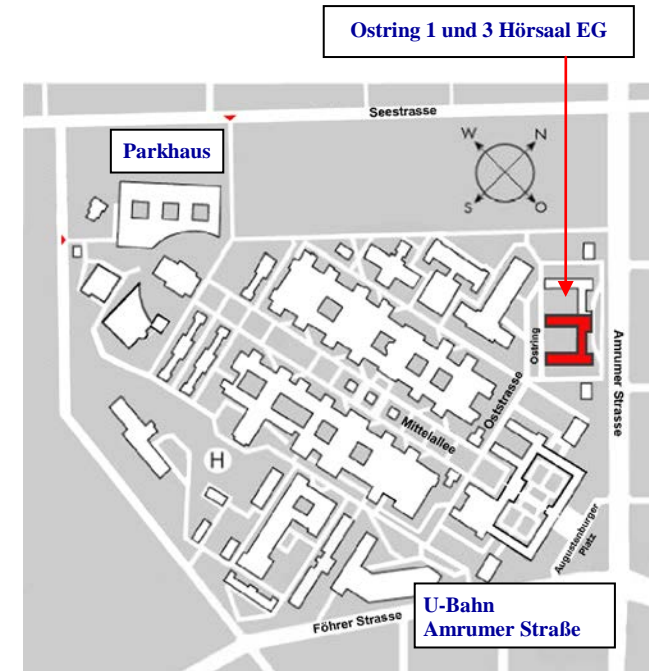 Ostring 1 und 3 Hörsaal EG
Seestrasse
Parkhaus
W
N
S
O
Ostring
Amrumer Strasse
Oststrasse
Mittelallee
H
Augustenburger
Platz
U-Bahn
Amrumer Straße
Föhrer Strasse